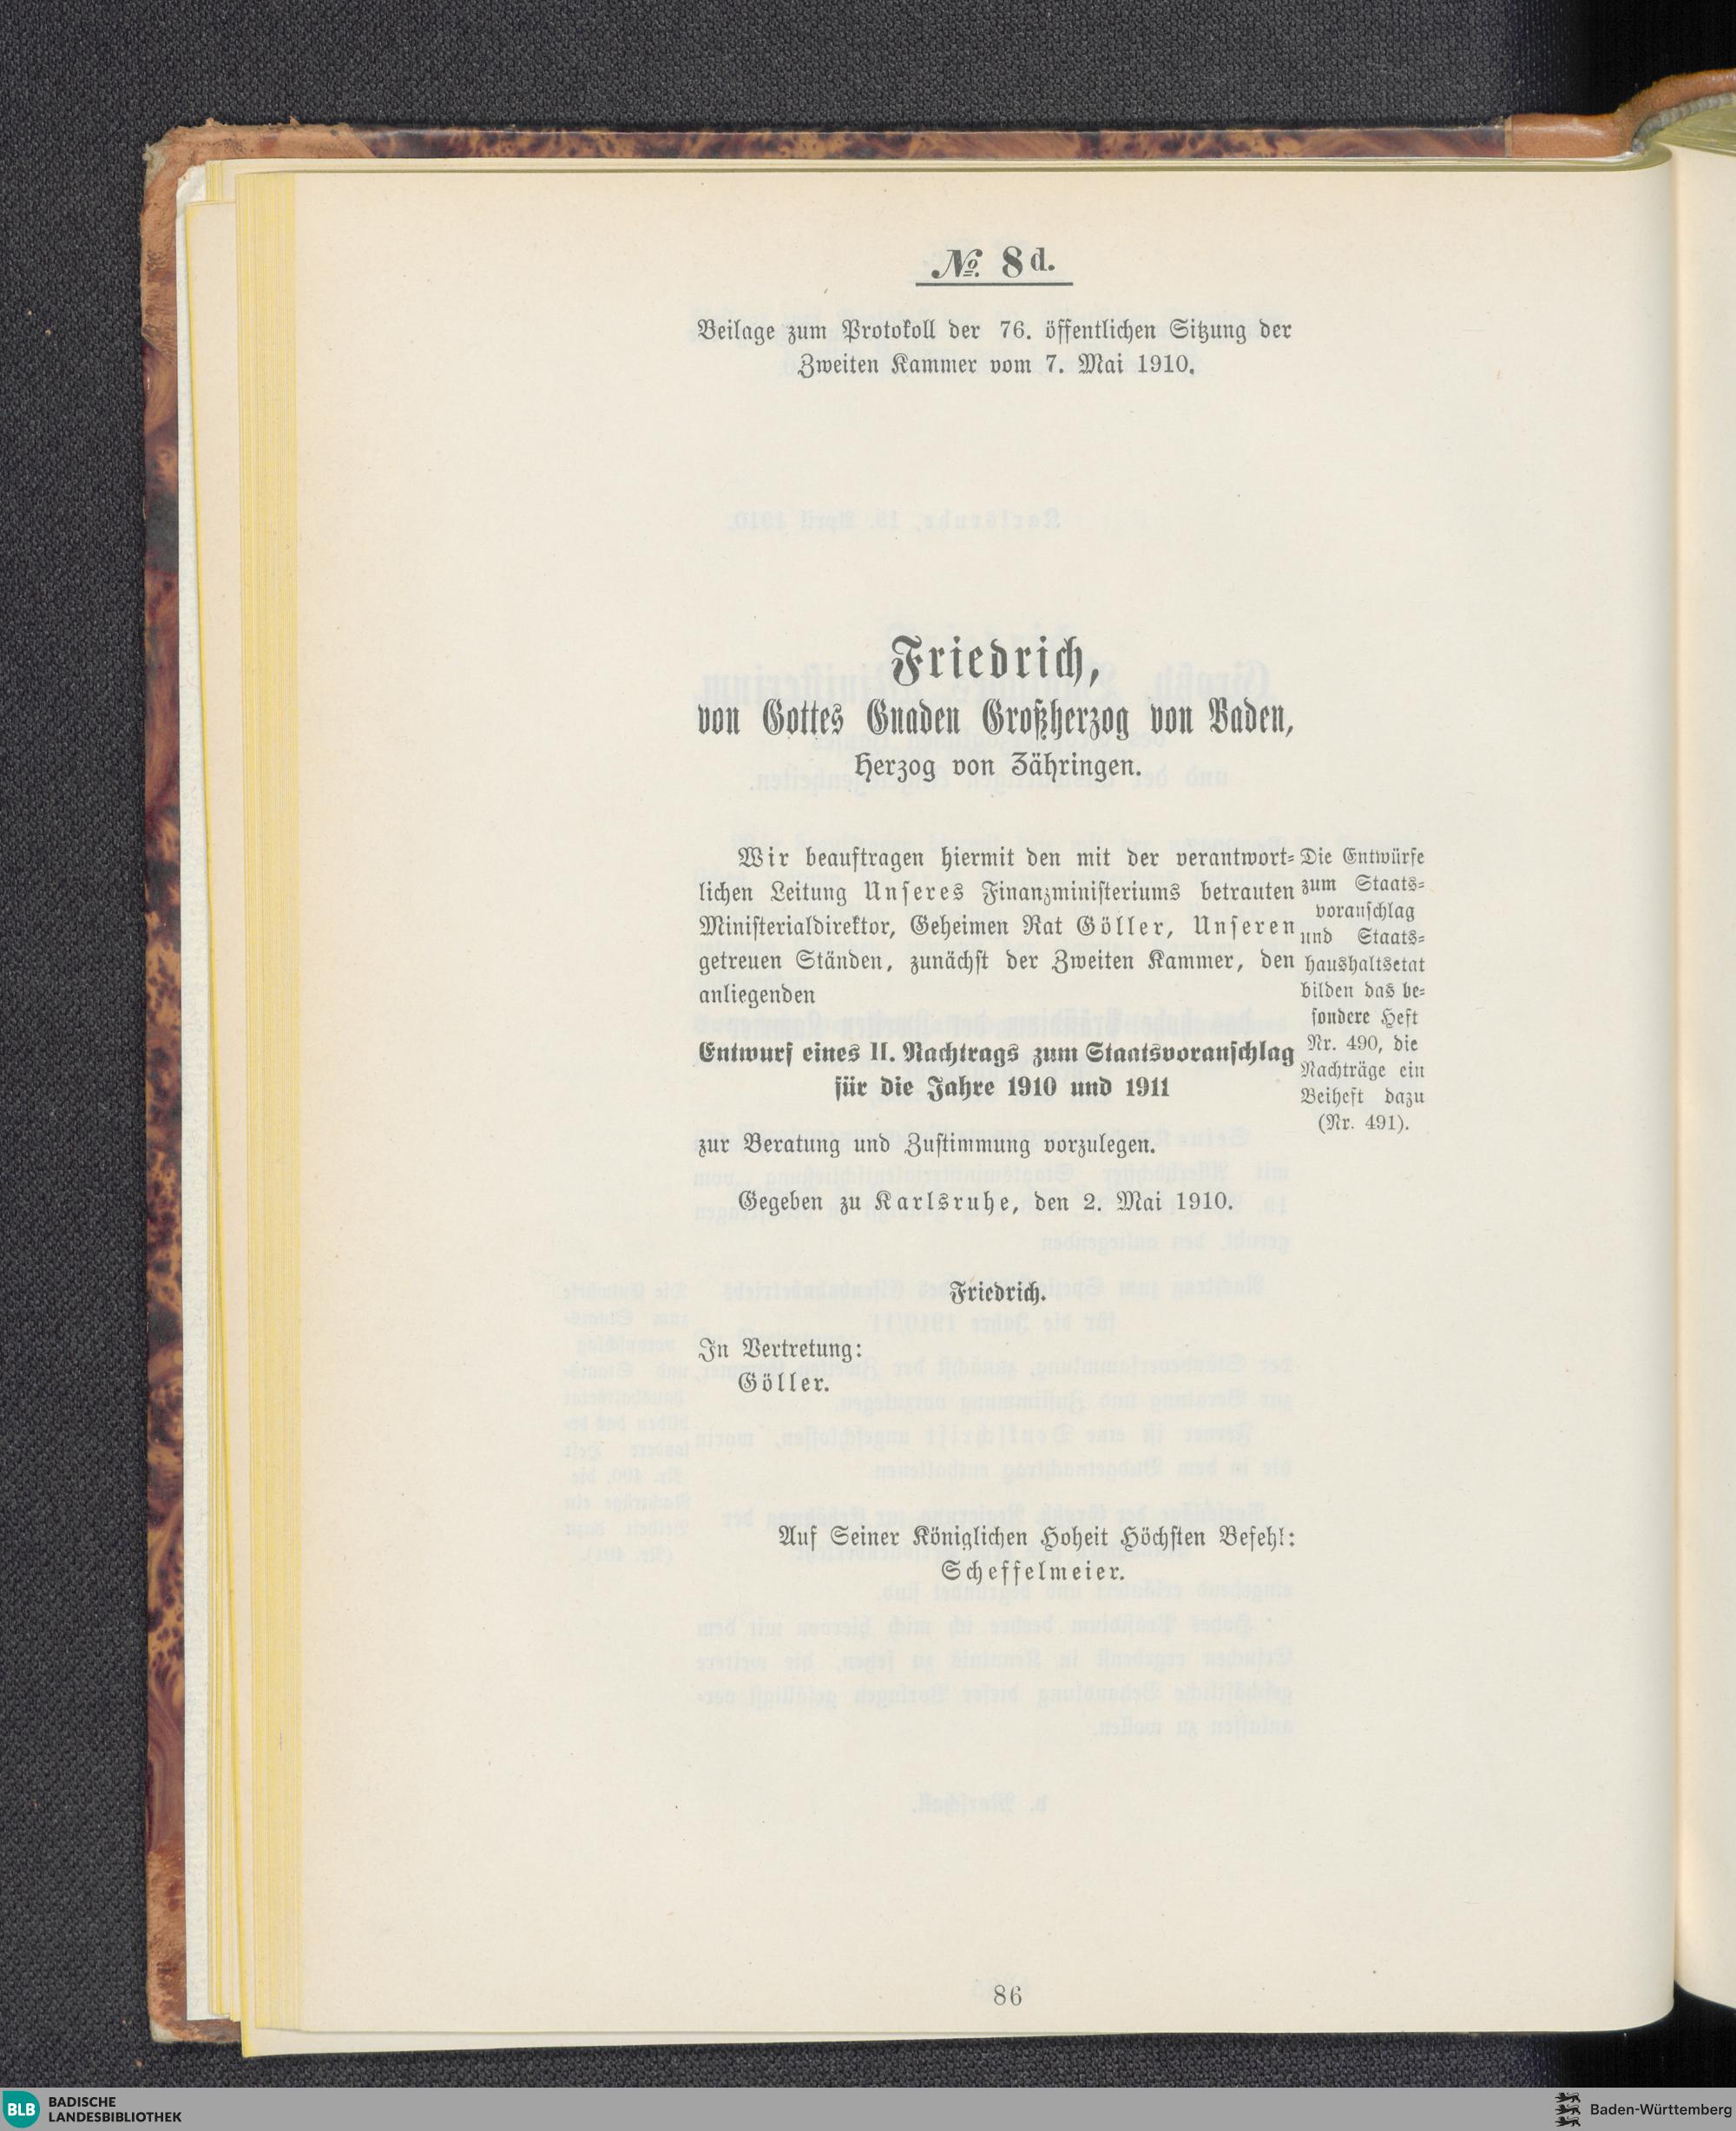 № 8 d.
Beilage zum Protokoll der 76. öffentlichen Sitzung der
Zweiten Kammer vom 7. Mai 1910.
Friedrich,
von Gottes Gnaden Großherzog von Baden,
Herzog von Zähringen.
Wir beauftragen hiermit den mit der verantwort-
lichen Leitung Unseres Finanzministeriums betrauten
Ministerialdirektor, Geheimen Rat Göller, Unseren
getreuen Ständen, zunächst der Zweiten Kammer, den
anliegenden
Entwurf eines II. Nachtrags zum Staatsvoranschlag
für die Jahre 1910 und 1911
zur Beratung und Zustimmung vorzulegen.
Die Entwürfe
zum Staats-
voranschlag
und Staats-
haushaltsetat
bilden das be-
sondere Heft
Nr. 490, die
Nachträge ein
Beiheft dazu
(Nr. 491).
Gegeben zu Karlsruhe, den 2. Mai 1910.
Friedrich.
In Vertretung:
Göller.
Auf Seiner Königlichen Hoheit Höchsten Befehl:
Scheffelmeier.
86
BLB BADISCHE
LANDESBIBLIOTHEK
Baden-Württemberg